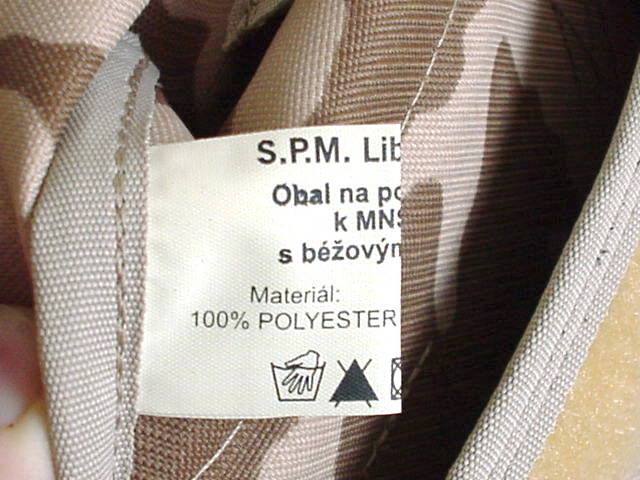 S.P.M. Lib
Obal na po
k MNS
s béžovým
Materiál:
100% POLYESTER